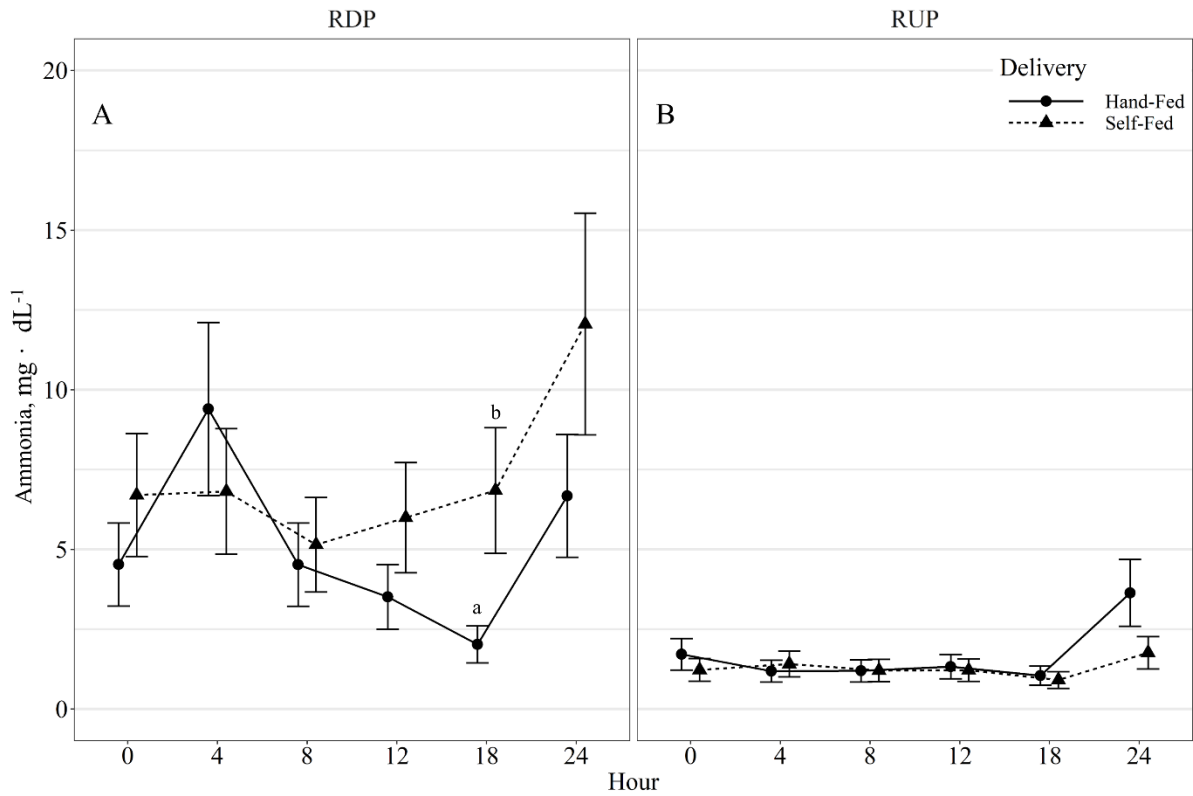 RDP RUP
20
A B
Delivery
Hand-Fed
Self-Fed
15
10
5
0
b
a
Ammonia, mg · dL⁻¹
0 4 8 12 18 24 0 4 8 12 18 24
Hour